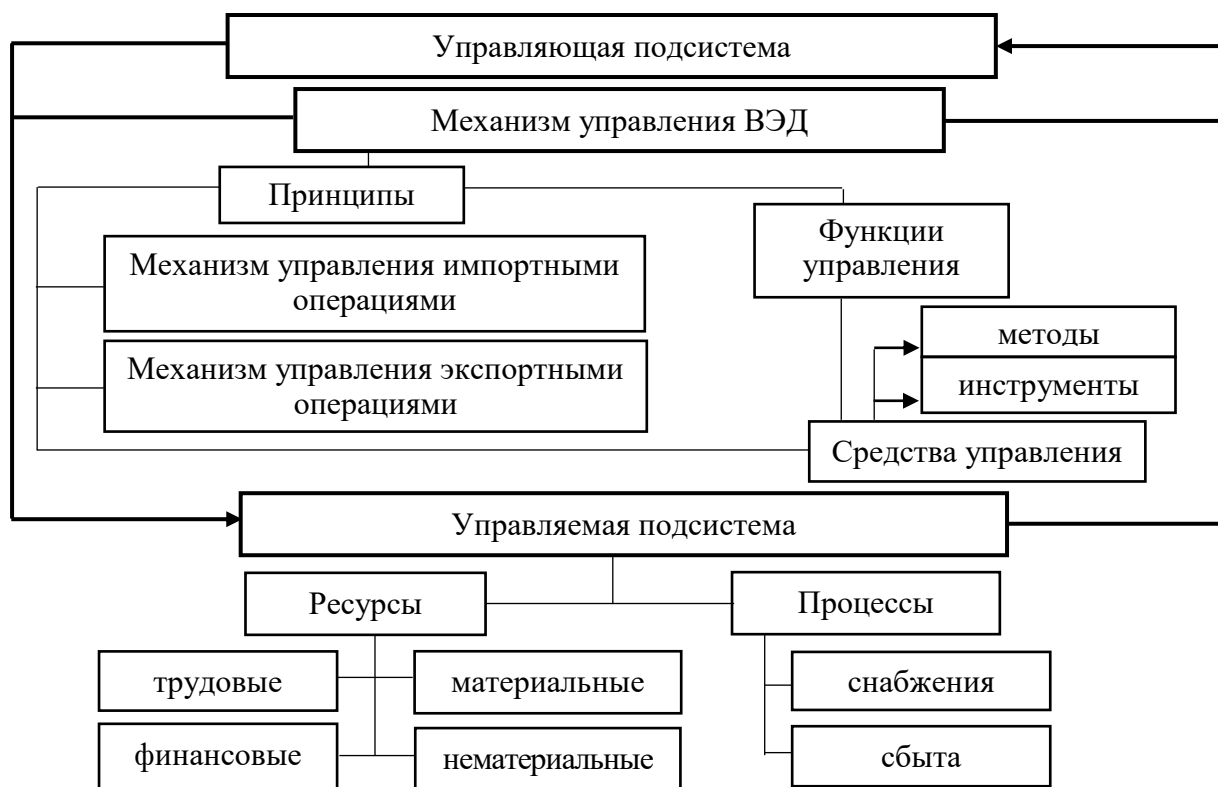 Управляющая подсистема
Механизм управления ВЭД
Принципы
Функции
управления
Механизм управления импортными
операциями
методы
Механизм управления экспортными
операциями
инструменты
Средства управления
Управляемая подсистема
Ресурсы
Процессы
трудовые
материальные
снабжения
финансовые
нематериальные
сбыта